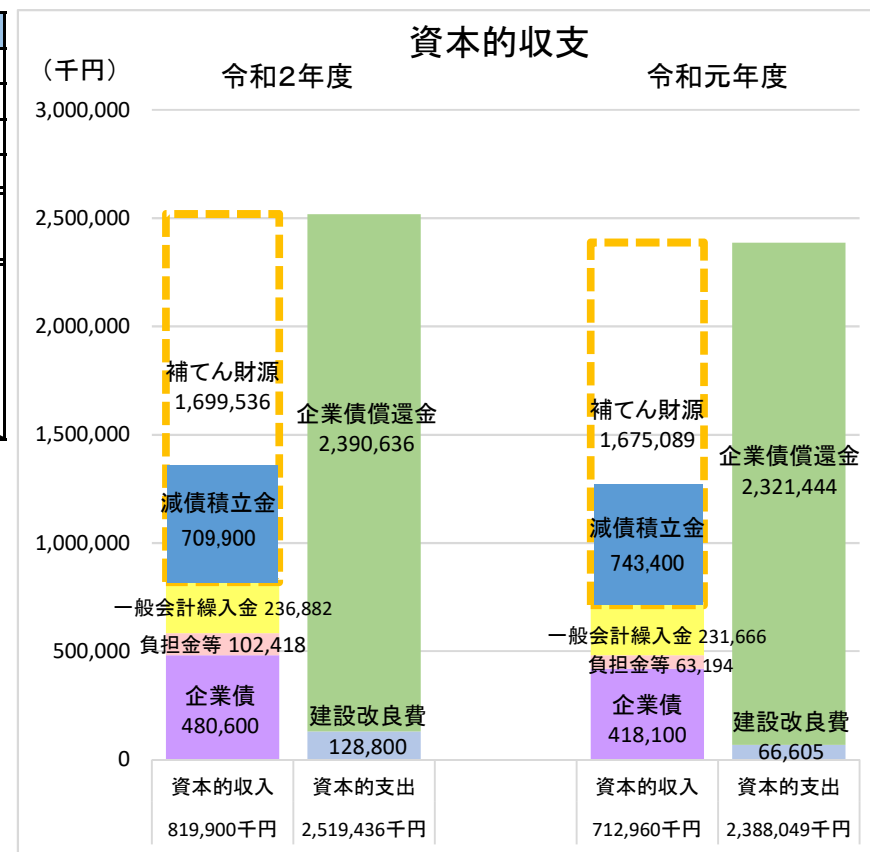 資本的収支
（千円）
令和２年度
令和元年度
3,000,000
2,500,000
2,000,000
1,500,000
1,000,000
500,000
0
補てん財源
1,699,536
減債積立金
709,900
一般会計繰入金 236,882
負担金等 102,418
企業債
480,600
企業債償還金
2,390,636
建設改良費
128,800
補てん財源
1,675,089
減債積立金
743,400
一般会計繰入金 231,666
負担金等 63,194
企業債
418,100
企業債償還金
2,321,444
建設改良費
66,605
資本的収入
資本的支出
資本的収入
資本的支出
819,900千円
2,519,436千円
712,960千円
2,388,049千円